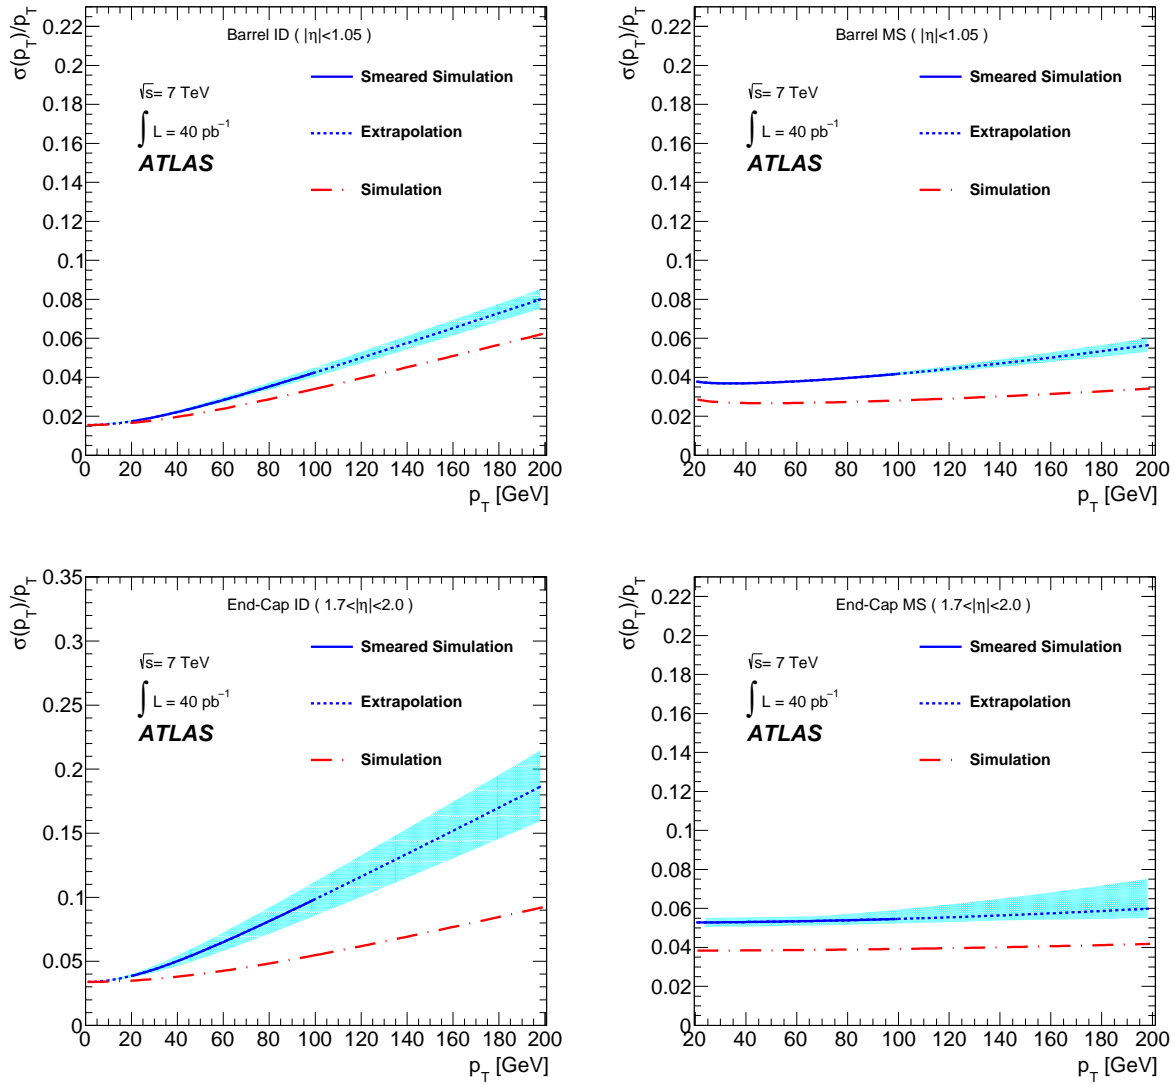 σ(p_T)/p_T
0.22
0.2
0.18
0.16
0.14
0.12
0.1
0.08
0.06
0.04
0.02
0
Barrel ID ( |η|<1.05 )
√s= 7 TeV
∫ L = 40 pb⁻¹
ATLAS
Smeared Simulation
Extrapolation
Simulation
0 20 40 60 80 100 120 140 160 180 200
p_T [GeV]
σ(p_T)/p_T
0.22
0.2
0.18
0.16
0.14
0.12
0.1
0.08
0.06
0.04
0.02
0
Barrel MS ( |η|<1.05 )
√s= 7 TeV
∫ L = 40 pb⁻¹
ATLAS
Smeared Simulation
Extrapolation
Simulation
20 40 60 80 100 120 140 160 180 200
p_T [GeV]
σ(p_T)/p_T
0.35
0.3
0.25
0.2
0.15
0.1
0.05
0
End-Cap ID ( 1.7<|η|<2.0 )
√s= 7 TeV
∫ L = 40 pb⁻¹
ATLAS
Smeared Simulation
Extrapolation
Simulation
0 20 40 60 80 100 120 140 160 180 200
p_T [GeV]
σ(p_T)/p_T
0.22
0.2
0.18
0.16
0.14
0.12
0.1
0.08
0.06
0.04
0.02
0
End-Cap MS ( 1.7<|η|<2.0 )
√s= 7 TeV
∫ L = 40 pb⁻¹
ATLAS
Smeared Simulation
Extrapolation
Simulation
20 40 60 80 100 120 140 160 180 200
p_T [GeV]